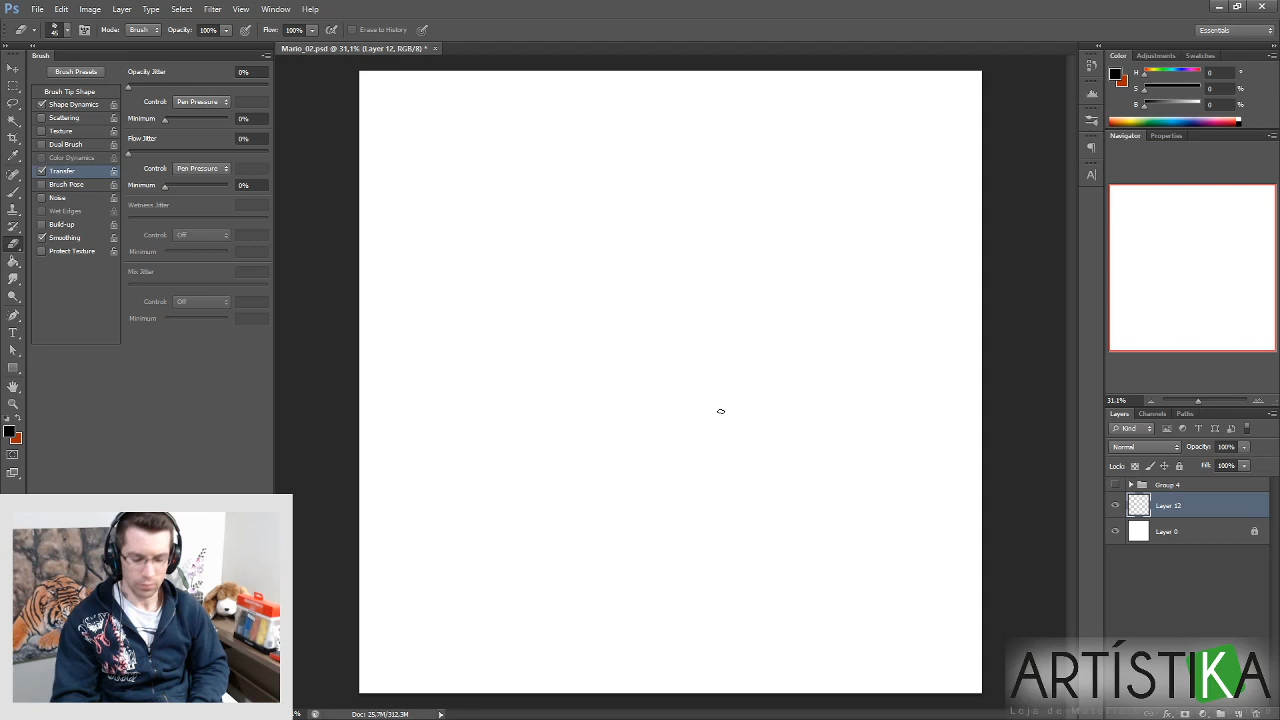 Ps File Edit Image Layer Type Select Filter View Window Help
45 Mode: Brush Opacity: 100% Flow: 100% Erase to History Essentials
Brush
Mario_02.psd @ 31,1% (Layer 12, RGB/8) * ×
Brush Presets
Opacity Jitter 0%
Brush Tip Shape
Shape Dynamics
Scattering
Texture
Dual Brush
Color Dynamics
Transfer
Brush Pose
Noise
Wet Edges
Build-up
Smoothing
Protect Texture
Control: Pen Pressure
Minimum 0%
Flow Jitter 0%
Control: Pen Pressure
Minimum 0%
Wetness Jitter
Control: Off
Minimum
Mix Jitter
Control: Off
Minimum
Color Adjustments Swatches
H 0 °
S 0 %
B 0 %
Navigator Properties
31,1%
Layers Channels Paths
Kind
Normal Opacity: 100%
Lock: Fill: 100%
Group 4
Layer 12
Layer 0
% Doc: 25,7M/312,3M
ARTÍSTIKA